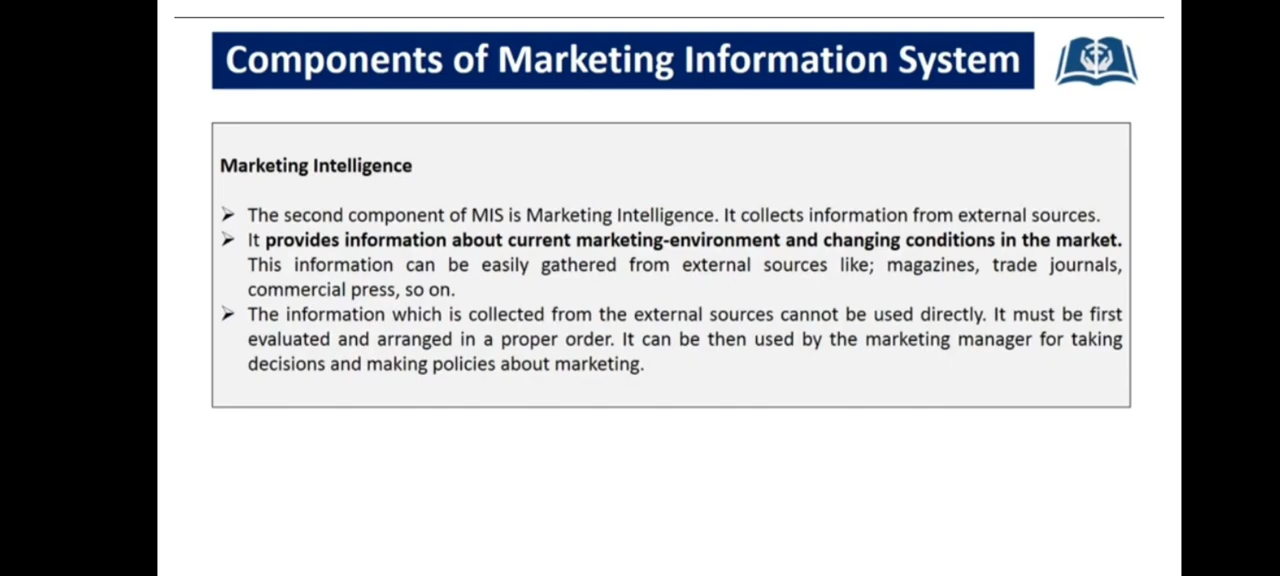 Components of Marketing Information System
Marketing Intelligence
➢ The second component of MIS is Marketing Intelligence. It collects information from external sources.
➢ It provides information about current marketing-environment and changing conditions in the market.
This information can be easily gathered from external sources like; magazines, trade journals,
commercial press, so on.
➢ The information which is collected from the external sources cannot be used directly. It must be first
evaluated and arranged in a proper order. It can be then used by the marketing manager for taking
decisions and making policies about marketing.